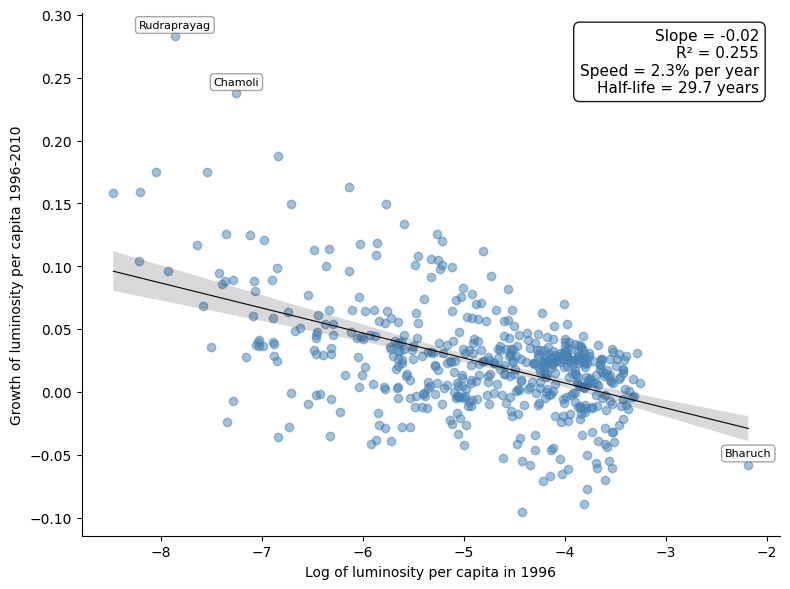 Growth of luminosity per capita 1996-2010
0.30
0.25
0.20
0.15
0.10
0.05
0.00
−0.05
−0.10
Rudraprayag
Chamoli
Slope = -0.02
R² = 0.255
Speed = 2.3% per year
Half-life = 29.7 years
Bharuch
−8
−7
−6
−5
−4
−3
−2
Log of luminosity per capita in 1996